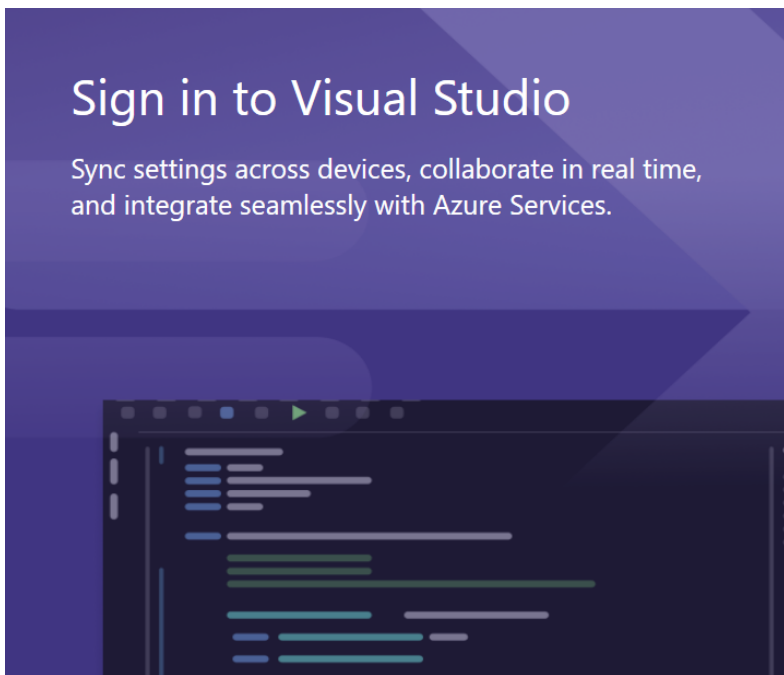 Sign in to Visual Studio
Sync settings across devices, collaborate in real time,
and integrate seamlessly with Azure Services.